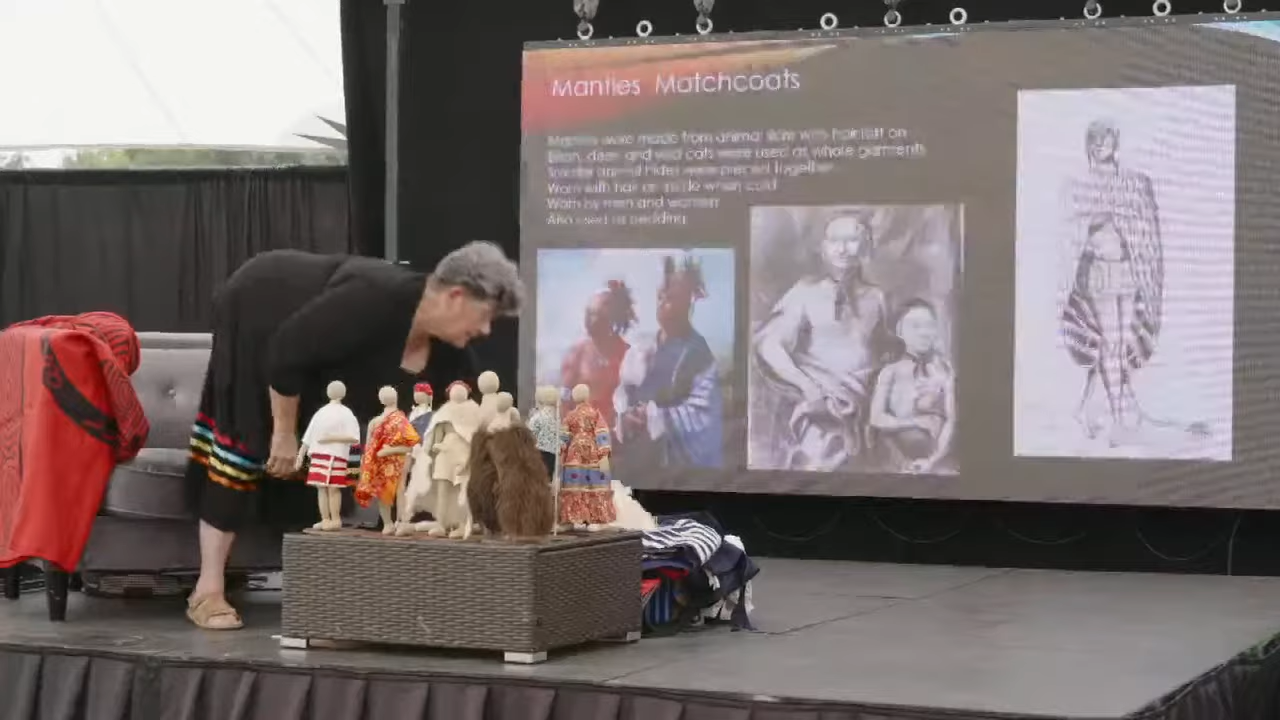 Mantles Matchcoats
Mantles were made from animal skins with hair left on
deer, and wild cats were used as whole garments
Smaller animal hides were pieced together
Worn with hair on inside when cold
Worn by men and women
Also used as bedding